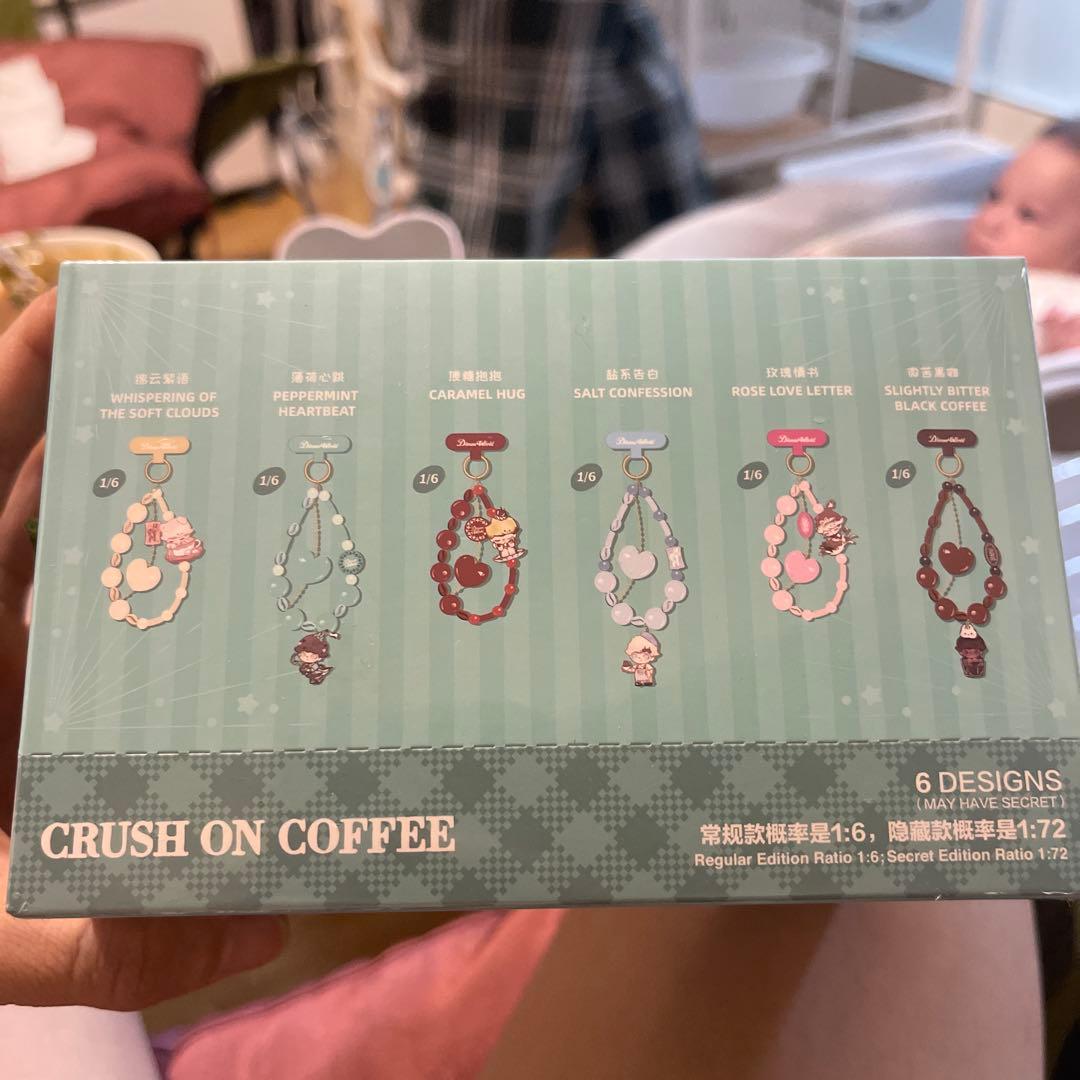 绵云絮语
WHISPERING OF
THE SOFT CLOUDS
薄荷心跳
PEPPERMINT
HEARTBEAT
焦糖抱抱
CARAMEL HUG
盐系告白
SALT CONFESSION
玫瑰情书
ROSE LOVE LETTER
微苦黑咖
SLIGHTLY BITTER
BLACK COFFEE
1/6
1/6
1/6
1/6
1/6
1/6
6 DESIGNS
(MAY HAVE SECRET)
CRUSH ON COFFEE
常规款概率是1:6，隐藏款概率是1:72
Regular Edition Ratio 1:6; Secret Edition Ratio 1:72